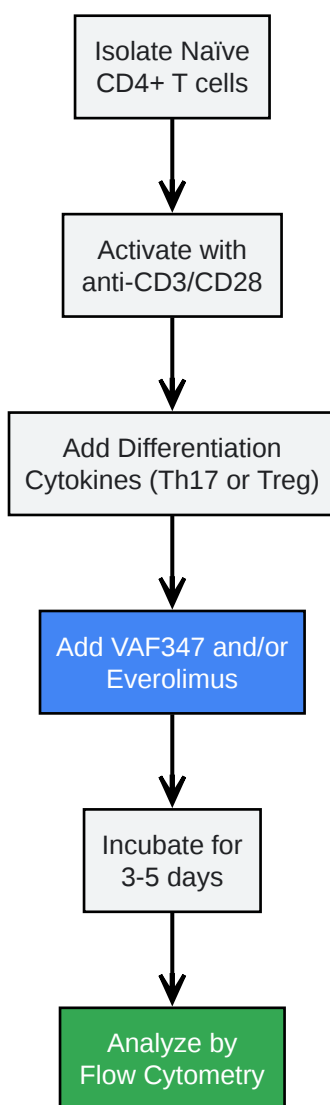 Isolate Naïve
CD4+ T cells
Activate with
anti-CD3/CD28
Add Differentiation
Cytokines (Th17 or Treg)
Add VAF347 and/or
Everolimus
Incubate for
3-5 days
Analyze by
Flow Cytometry